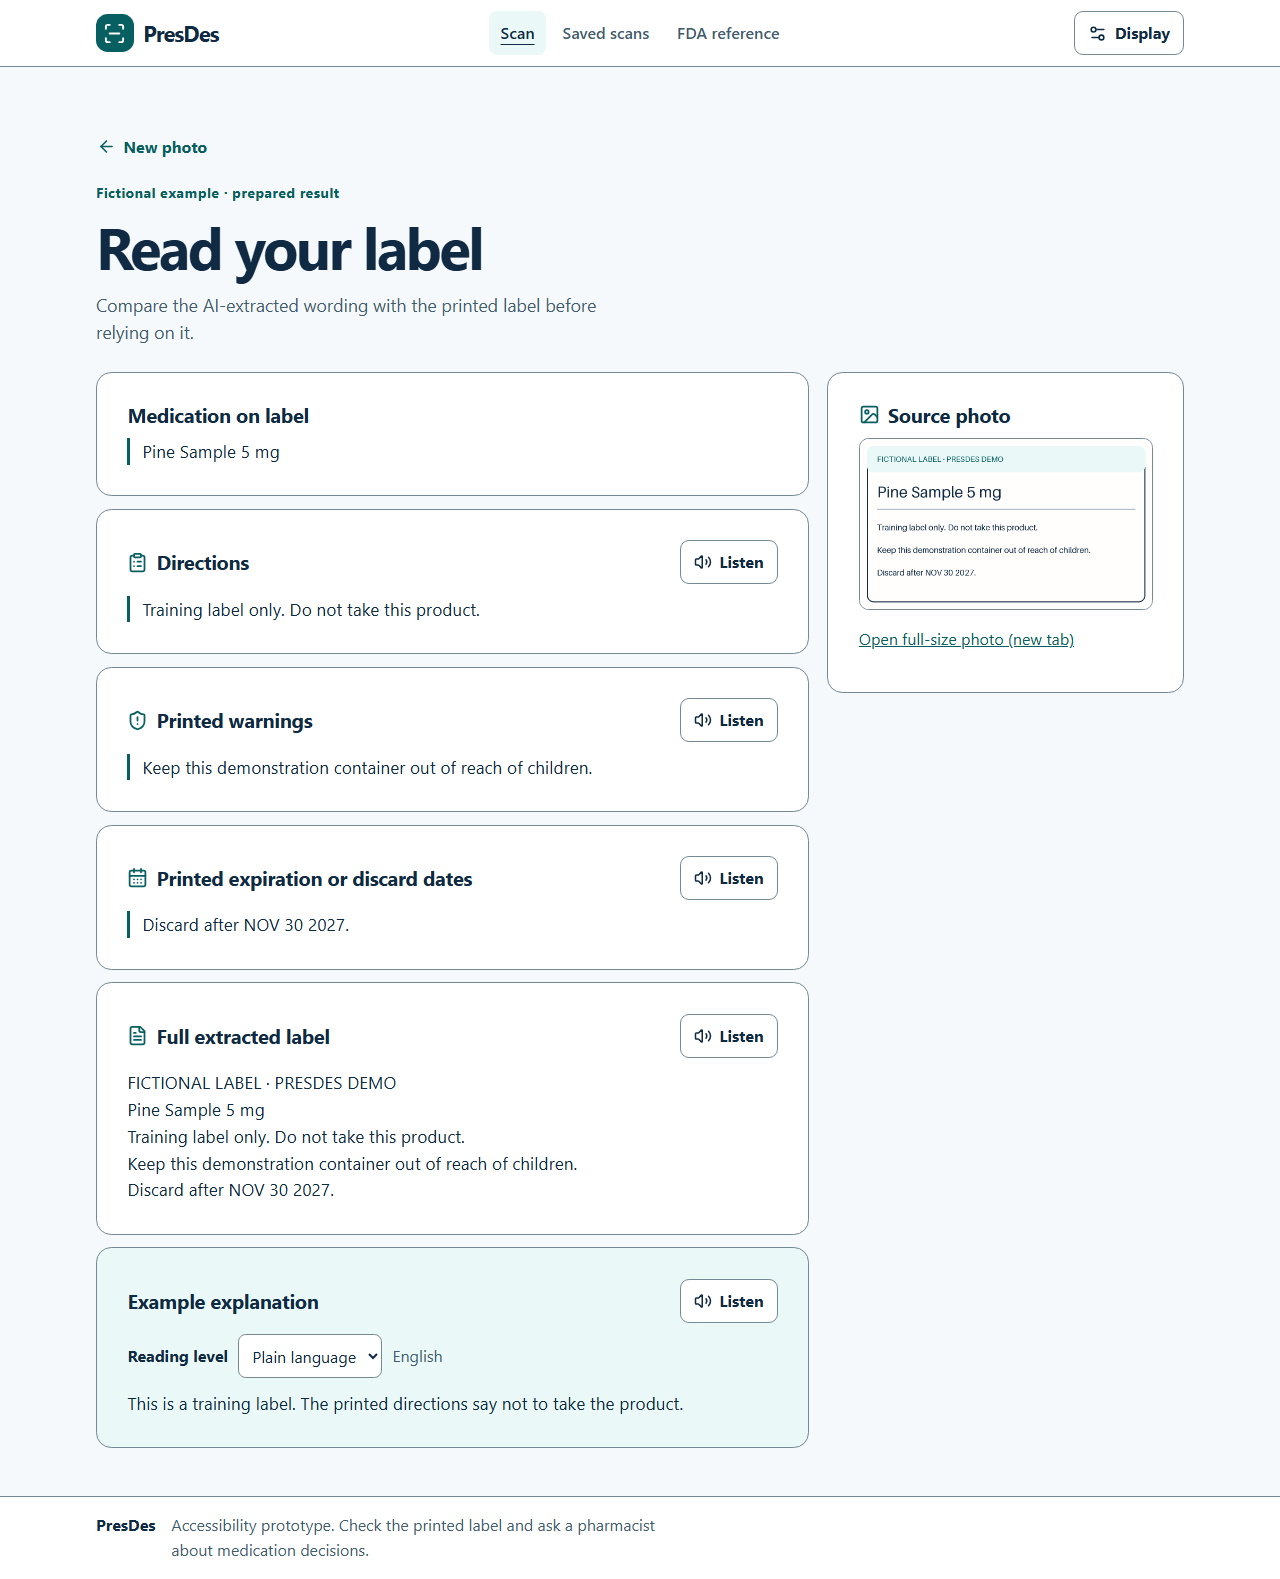 PresDes
Scan
Saved scans
FDA reference
Display
New photo
Fictional example · prepared result
Read your label
Compare the AI-extracted wording with the printed label before
relying on it.
Medication on label
Pine Sample 5 mg
Directions
Listen
Training label only. Do not take this product.
Printed warnings
Listen
Keep this demonstration container out of reach of children.
Printed expiration or discard dates
Listen
Discard after NOV 30 2027.
Full extracted label
Listen
FICTIONAL LABEL · PRESDES DEMO
Pine Sample 5 mg
Training label only. Do not take this product.
Keep this demonstration container out of reach of children.
Discard after NOV 30 2027.
Example explanation
Listen
Reading level
Plain language
English
This is a training label. The printed directions say not to take the product.
Source photo
FICTIONAL LABEL · PRESDES DEMO
Pine Sample 5 mg
Training label only. Do not take this product.
Keep this demonstration container out of reach of children.
Discard after NOV 30 2027.
Open full-size photo (new tab)
PresDes
Accessibility prototype. Check the printed label and ask a pharmacist
about medication decisions.